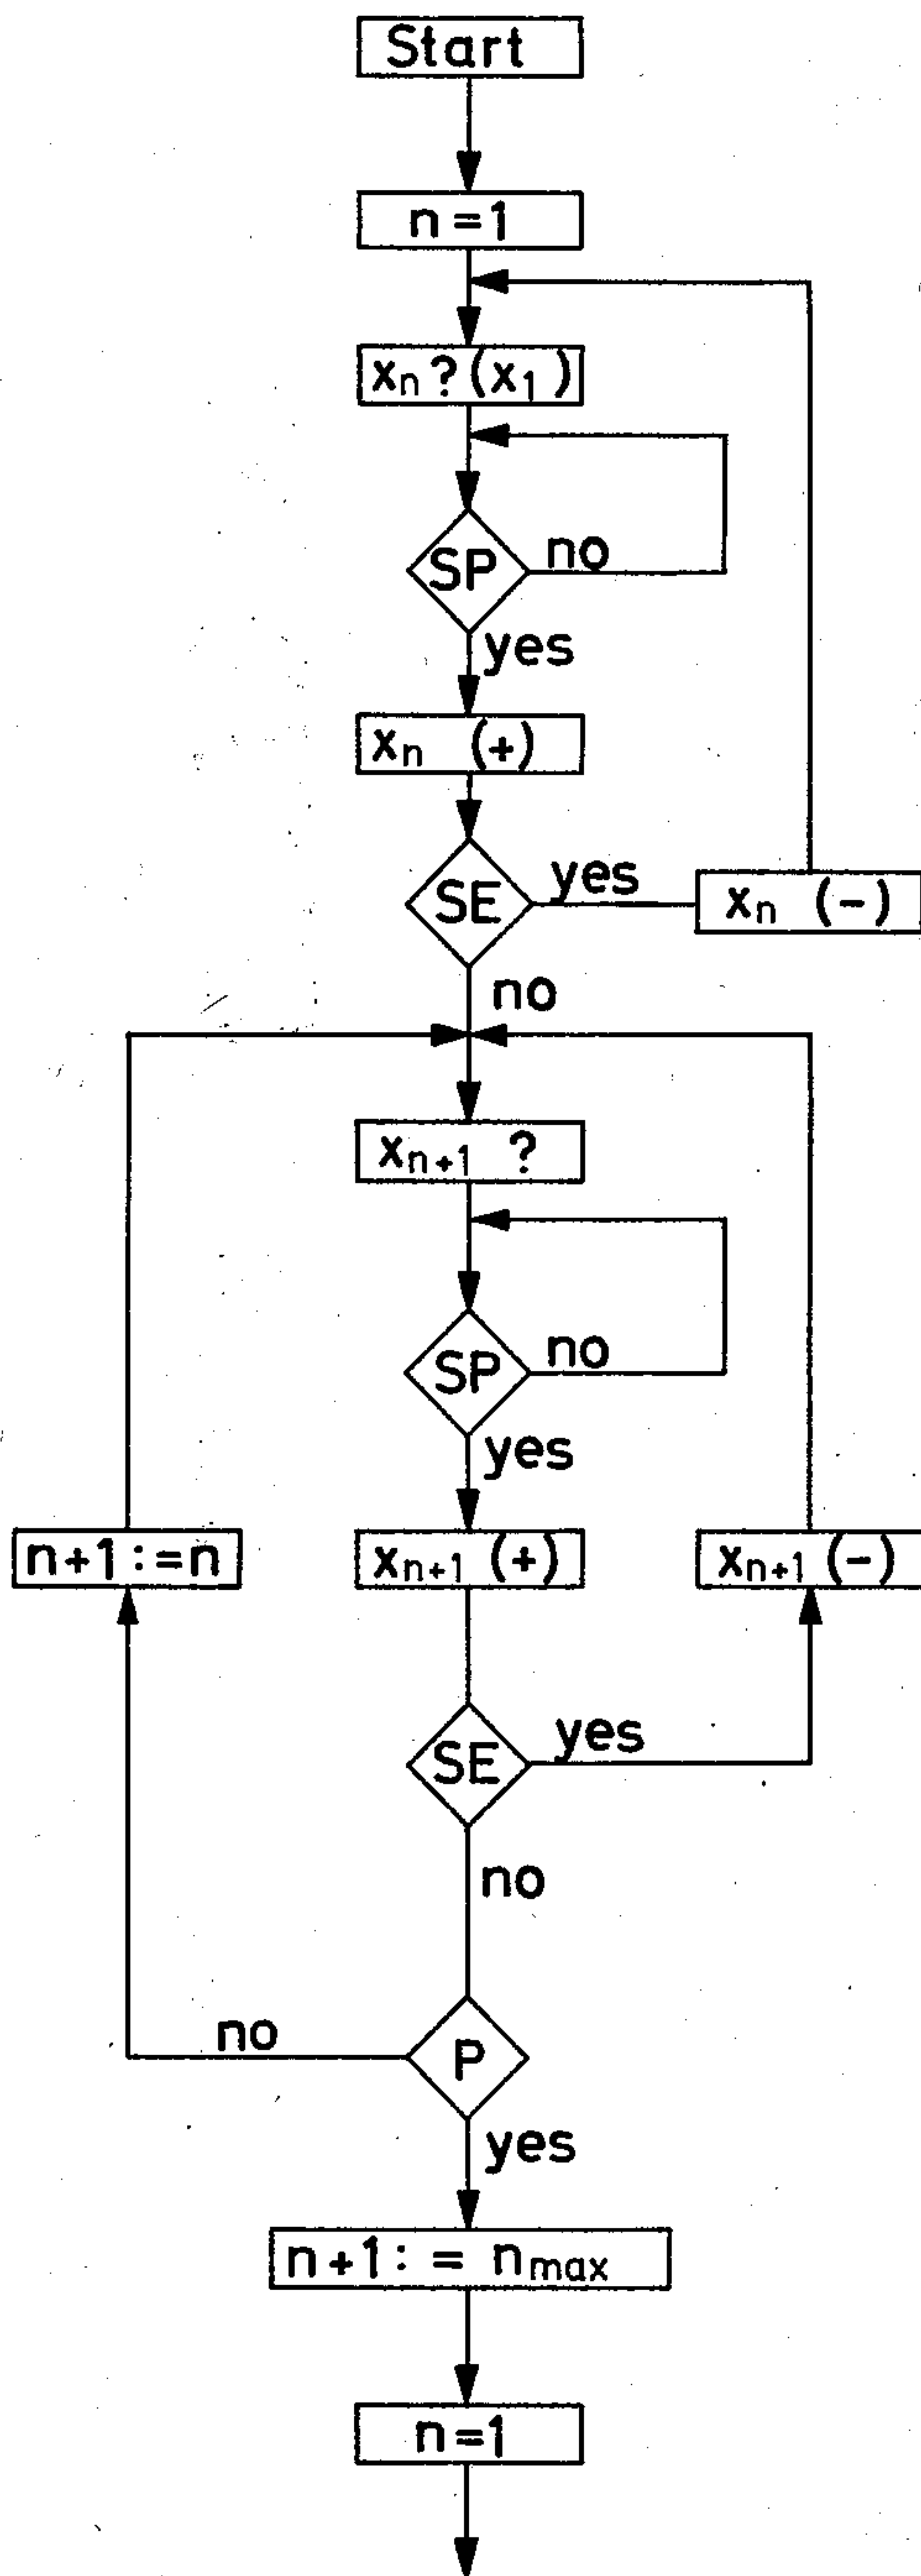 Start
n=1
xn?(x1)
SP
no
yes
xn (+)
SE
yes
xn (-)
no
xn+1 ?
SP
no
yes
n+1:=n
xn+1 (+)
xn+1 (-)
SE
yes
no
P
no
yes
n+1:= nmax
n=1